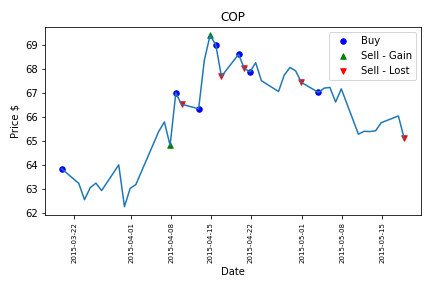 COP
Buy
Sell - Gain
Sell - Lost
Price $
69
68
67
66
65
64
63
62
2015-03-22
2015-04-01
2015-04-08
2015-04-15
2015-04-22
2015-05-01
2015-05-08
2015-05-15
Date